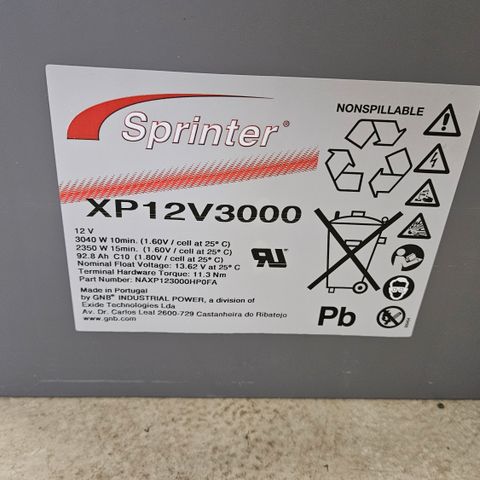 Sprinter®
NONSPILLABLE
XP12V3000
12 V
3040 W 10min. (1.60V / cell at 25° C)
2350 W 15min. (1.60V / cell at 25° C)
92.8 Ah C10 (1.80V / cell at 25° C)
Nominal Float Voltage: 13.62 V at 25° C
Terminal Hardware Torque: 11.3 Nm
Part Number: NAXP123000HP0FA
Made in Portugal
by GNB® INDUSTRIAL POWER, a division of
Exide Technologies Lda
Av. Dr. Carlos Leal 2600-729 Castanheira do Ribatejo
www.gnb.com
Pb